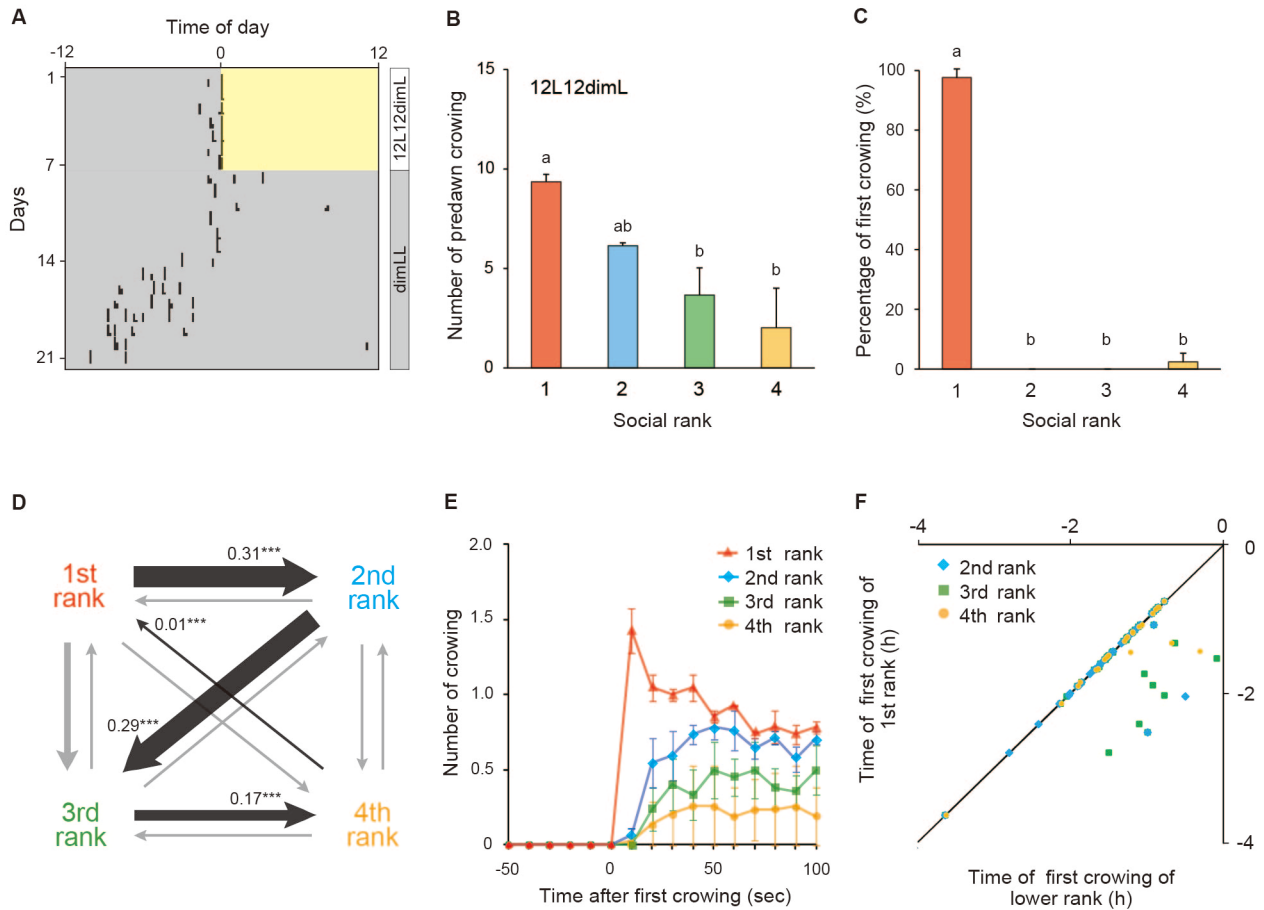 A
Time of day
-12
0
12
1
7
14
21
Days
12L12dimL
dimLL
B
15
10
5
0
Number of predawn crowing
12L12dimL
a
ab
b
b
1
2
3
4
Social rank
C
100
80
60
40
20
0
Percentage of first crowing (%)
a
b
b
b
1
2
3
4
Social rank
D
1st
rank
0.31***
2nd
rank
0.01***
0.29***
3rd
rank
0.17***
4th
rank
E
2.0
1.5
1.0
0.5
0
Number of crowing
1st rank
2nd rank
3rd rank
4th rank
-50
0
50
100
Time after first crowing (sec)
F
-4
-2
0
0
-2
-4
2nd rank
3rd rank
4th rank
Time of first crowing of
1st rank (h)
Time of first crowing of
lower rank (h)